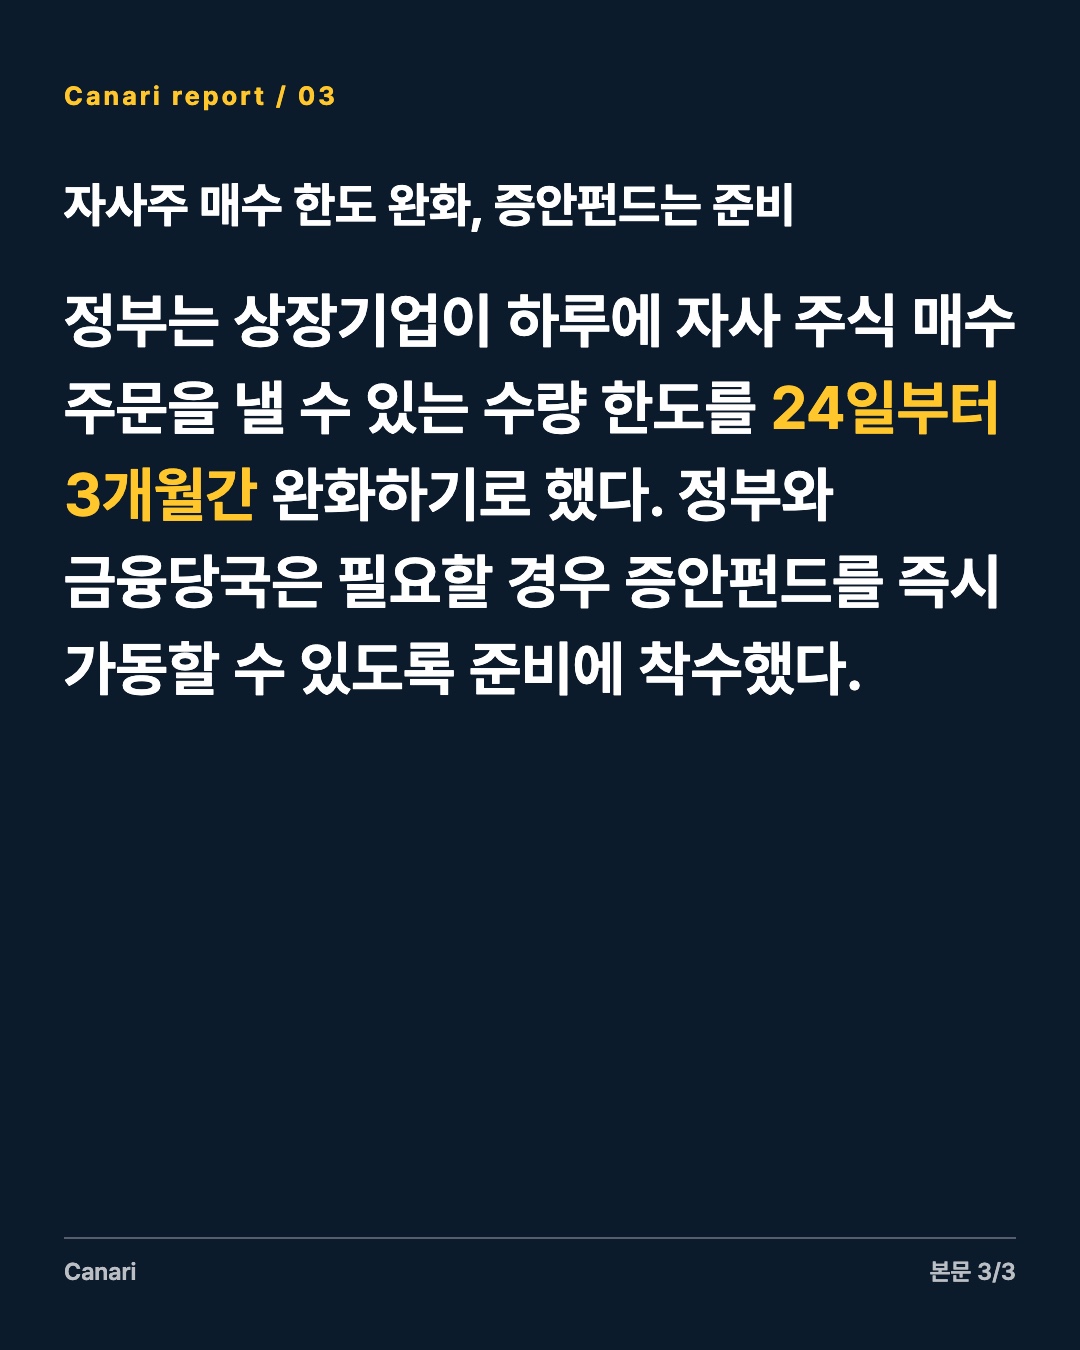 Canari report / 03
자사주 매수 한도 완화, 증안펀드는 준비
정부는 상장기업이 하루에 자사 주식 매수
주문을 낼 수 있는 수량 한도를 24일부터
3개월간 완화하기로 했다. 정부와
금융당국은 필요할 경우 증안펀드를 즉시
가동할 수 있도록 준비에 착수했다.
Canari
본문 3/3